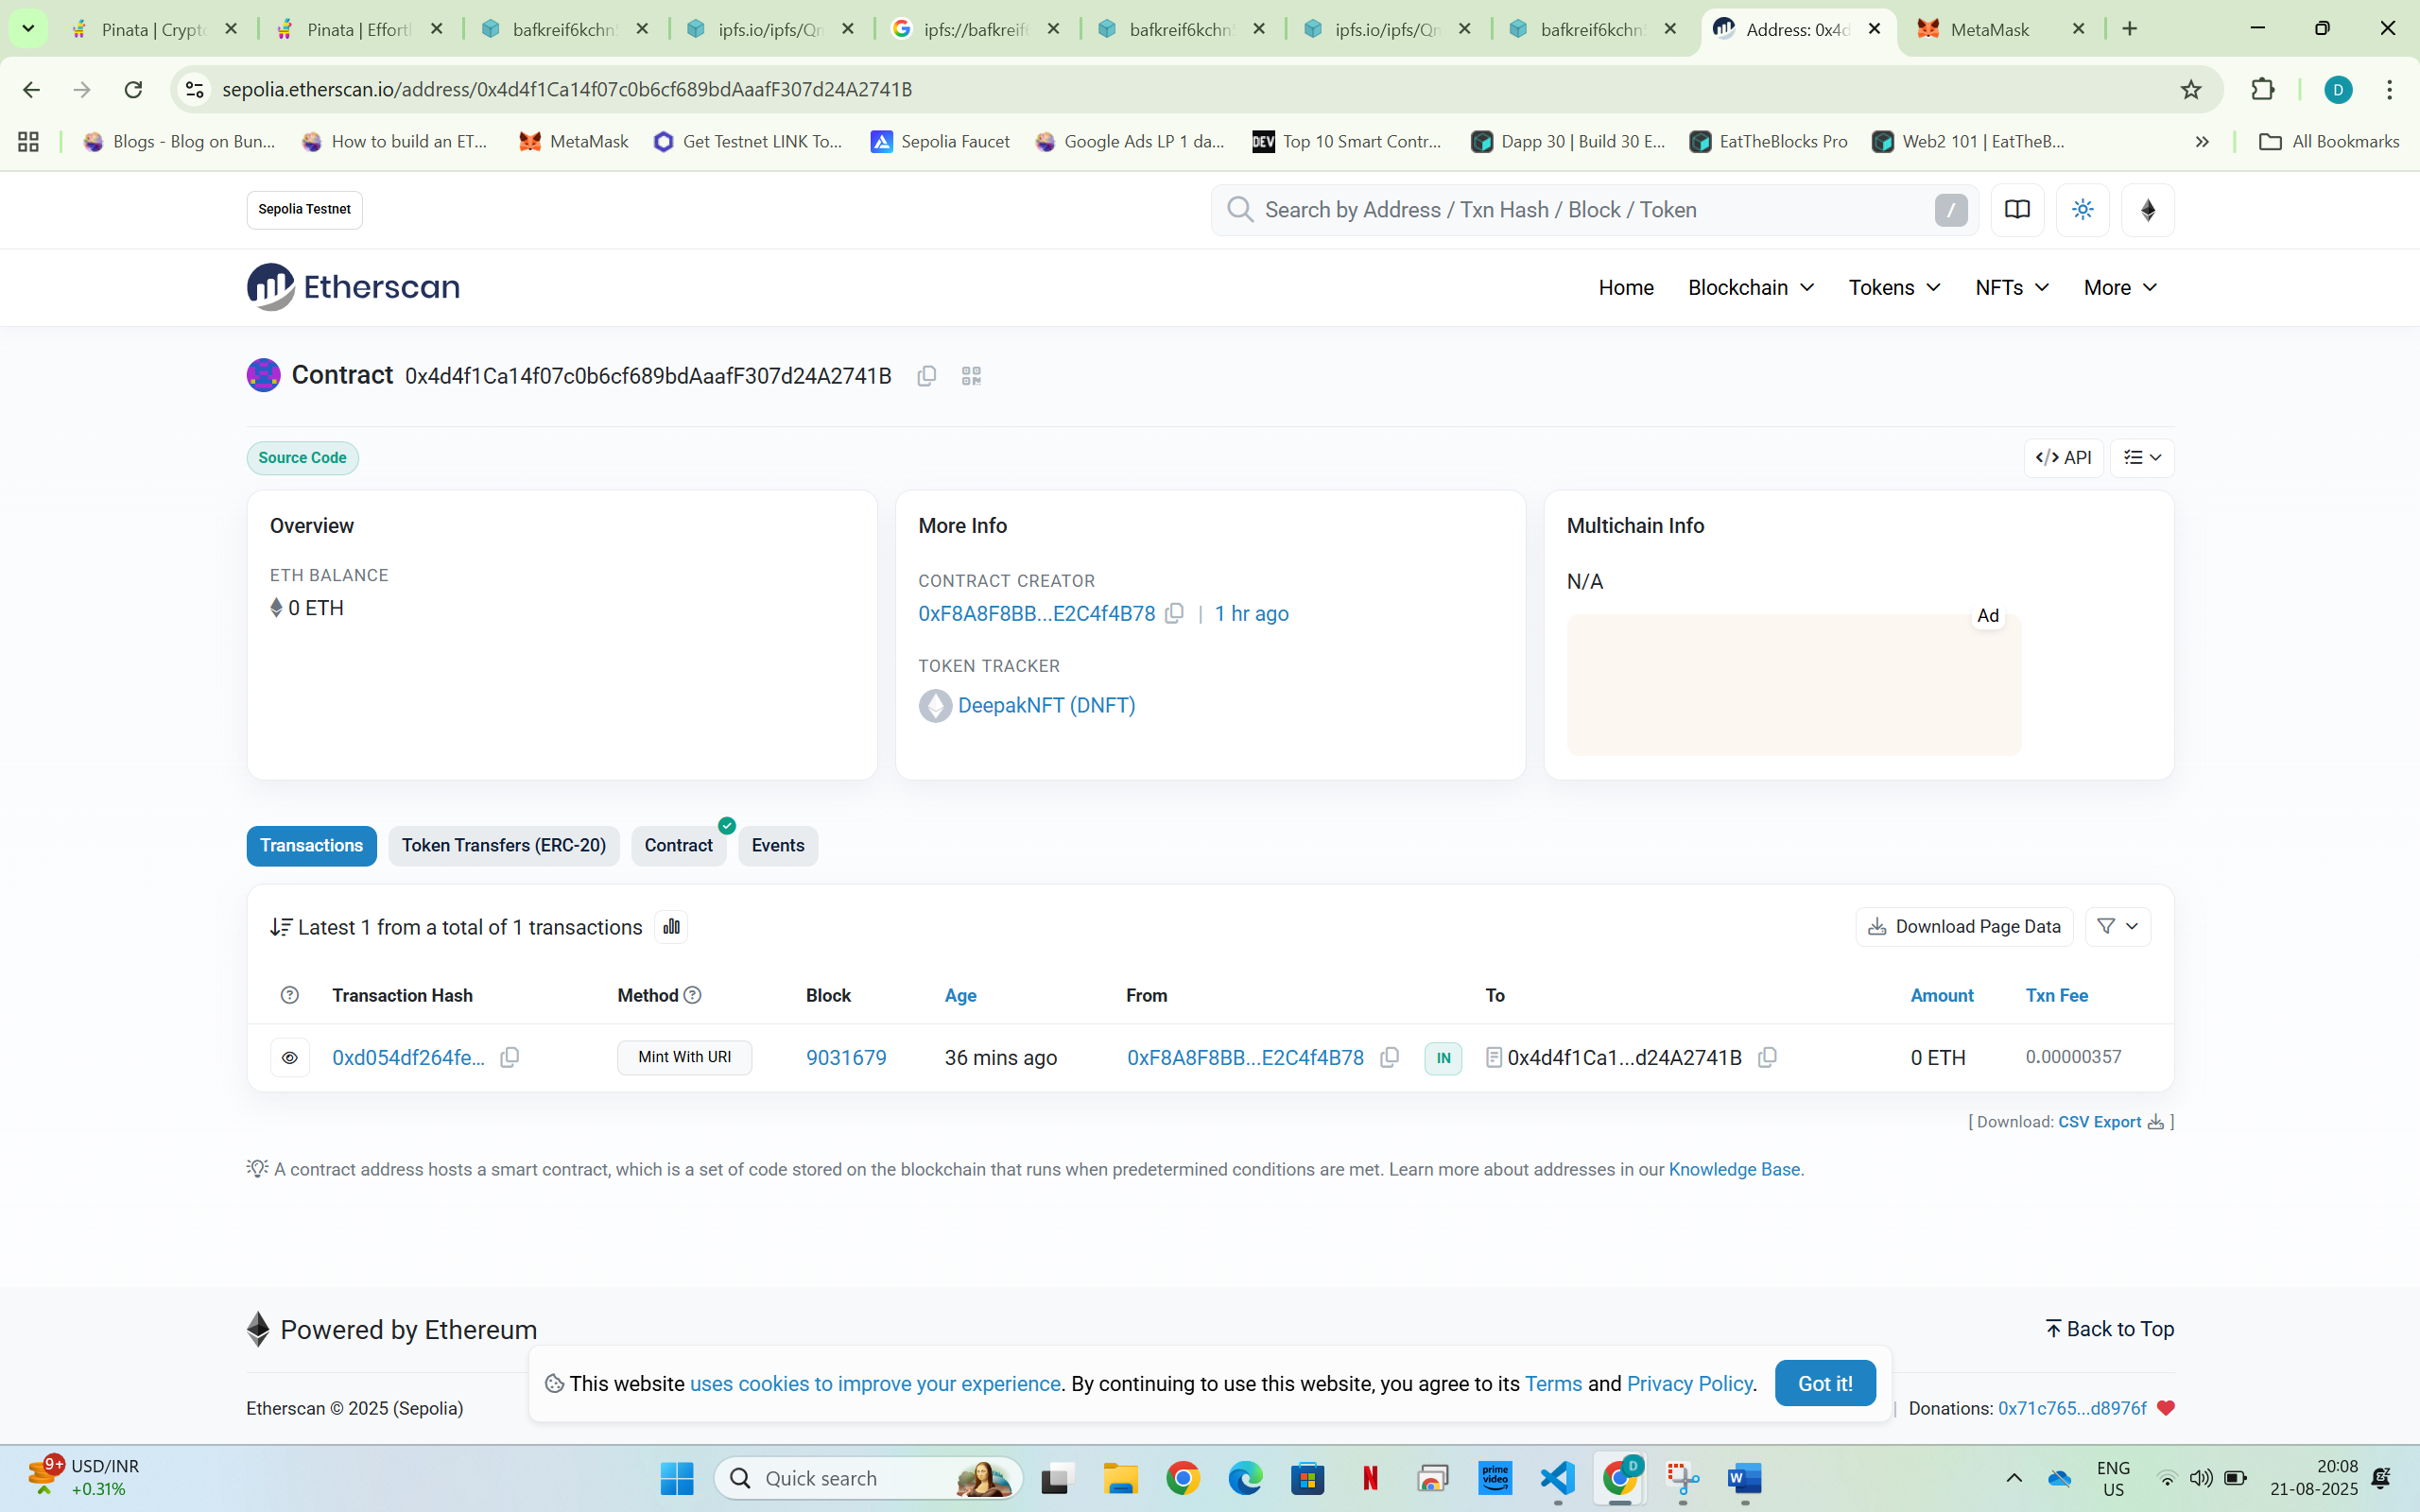 Pinata | Crypto
Pinata | Effortl
bafkreif6kchn
ipfs.io/ipfs/Qm
ipfs://bafkreif6
bafkreif6kchn
ipfs.io/ipfs/Qm
bafkreif6kchn
Address: 0x4d
MetaMask
sepolia.etherscan.io/address/0x4d4f1Ca14f07c0b6cf689bdAaafF307d24A2741B
D
Blogs - Blog on Bun...
How to build an ET...
MetaMask
Get Testnet LINK To...
Sepolia Faucet
Google Ads LP 1 da...
DEV
Top 10 Smart Contr...
Dapp 30 | Build 30 E...
EatTheBlocks Pro
Web2 101 | EatTheB...
All Bookmarks
Sepolia Testnet
Search by Address / Txn Hash / Block / Token
/
Etherscan
Home
Blockchain
Tokens
NFTs
More
Contract 0x4d4f1Ca14f07c0b6cf689bdAaafF307d24A2741B
Source Code
</> API
Overview
ETH BALANCE
0 ETH
More Info
CONTRACT CREATOR
0xF8A8F8BB...E2C4f4B78 | 1 hr ago
TOKEN TRACKER
DeepakNFT (DNFT)
Multichain Info
N/A
Ad
Transactions
Token Transfers (ERC-20)
Contract
Events
Latest 1 from a total of 1 transactions
Download Page Data
Transaction Hash Method Block Age From To Amount Txn Fee
0xd054df264fe... Mint With URI 9031679 36 mins ago 0xF8A8F8BB...E2C4f4B78 IN 0x4d4f1Ca1...d24A2741B 0 ETH 0.00000357
[ Download: CSV Export ]
A contract address hosts a smart contract, which is a set of code stored on the blockchain that runs when predetermined conditions are met. Learn more about addresses in our Knowledge Base.
Powered by Ethereum
Back to Top
This website uses cookies to improve your experience. By continuing to use this website, you agree to its Terms and Privacy Policy.
Got it!
Etherscan © 2025 (Sepolia)
| Donations: 0x71c765...d8976f
9+
USD/INR
+0.31%
Quick search
N
prime video
D
W
ENG
US
20:08
21-08-2025